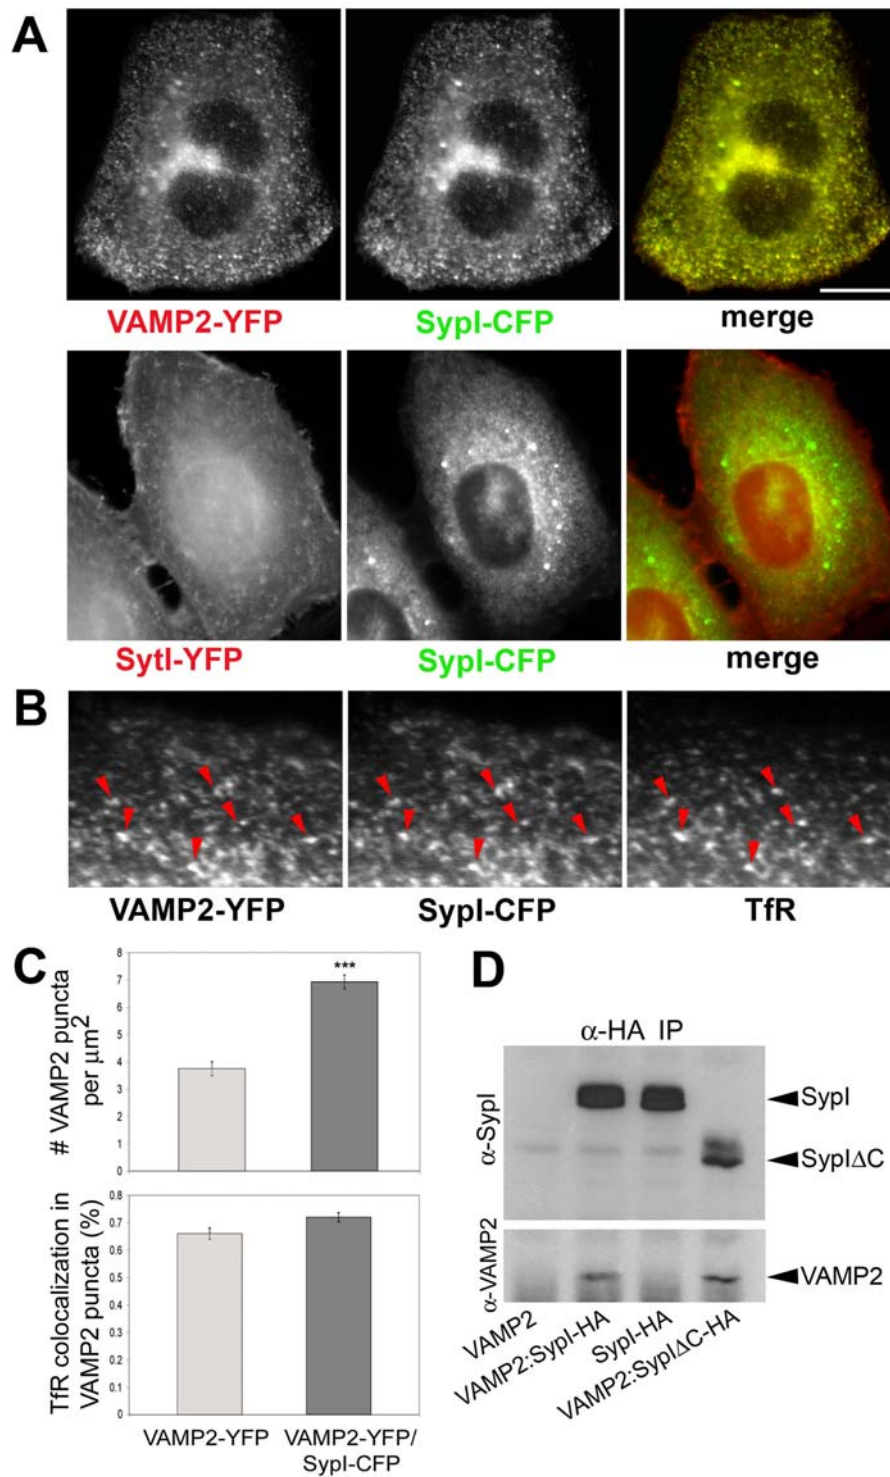 A
VAMP2-YFP SypI-CFP merge
SytI-YFP SypI-CFP merge
B
VAMP2-YFP SypI-CFP TfR
C
# VAMP2 puncta
per μm2
8
7
6
5
4
3
2
1
0
***
TfR colocalization in
VAMP2 puncta (%)
0.8
0.7
0.6
0.5
0.4
0.3
0.2
0.1
0
VAMP2-YFP VAMP2-YFP/
SypI-CFP
D
α-HA IP
α-SypI
SypI
SypIΔC
α-VAMP2
VAMP2
VAMP2
VAMP2:SypI-HA
SypI-HA
VAMP2:SypIΔC-HA